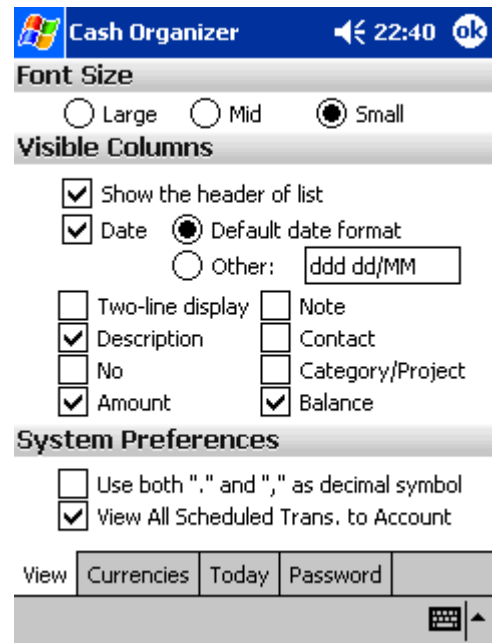 Cash Organizer 22:40 ok
Font Size
Large Mid Small
Visible Columns
Show the header of list
Date Default date format
Other: ddd dd/MM
Two-line display Note
Description Contact
No Category/Project
Amount Balance
System Preferences
Use both "." and "," as decimal symbol
View All Scheduled Trans. to Account
View Currencies Today Password